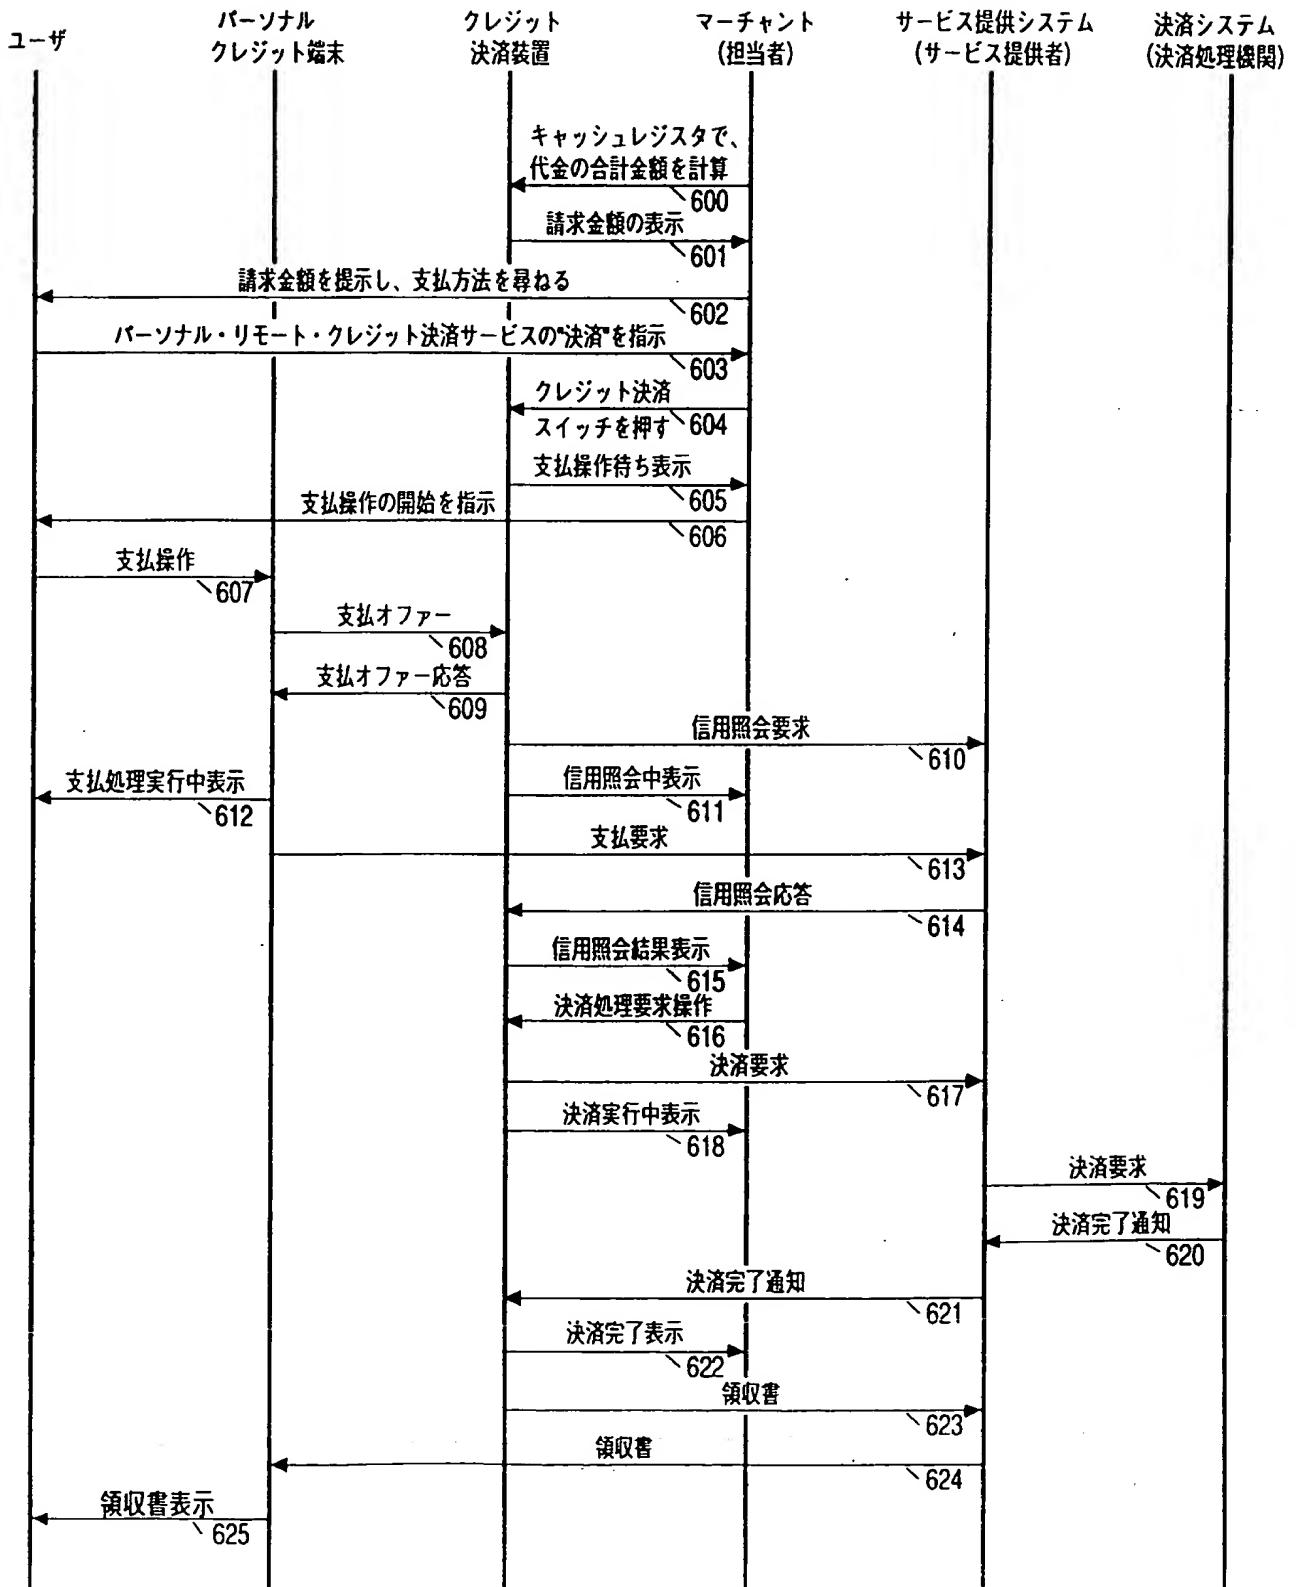 ユーザ
パーソナル
クレジット端末
クレジット
決済装置
マーチャント
(担当者)
サービス提供システム
(サービス提供者)
決済システム
(決済処理機関)
キャッシュレジスタで、
代金の合計金額を計算
600
請求金額の表示
601
請求金額を提示し、支払方法を尋ねる
602
パーソナル・リモート・クレジット決済サービスの"決済"を指示
603
クレジット決済
スイッチを押す
604
支払操作待ち表示
605
支払操作の開始を指示
606
支払操作
607
支払オファー
608
支払オファー応答
609
信用照会要求
610
信用照会中表示
611
支払処理実行中表示
612
支払要求
613
信用照会応答
614
信用照会結果表示
615
決済処理要求操作
616
決済要求
617
決済実行中表示
618
決済要求
619
決済完了通知
620
決済完了通知
621
決済完了表示
622
領収書
623
領収書
624
領収書表示
625